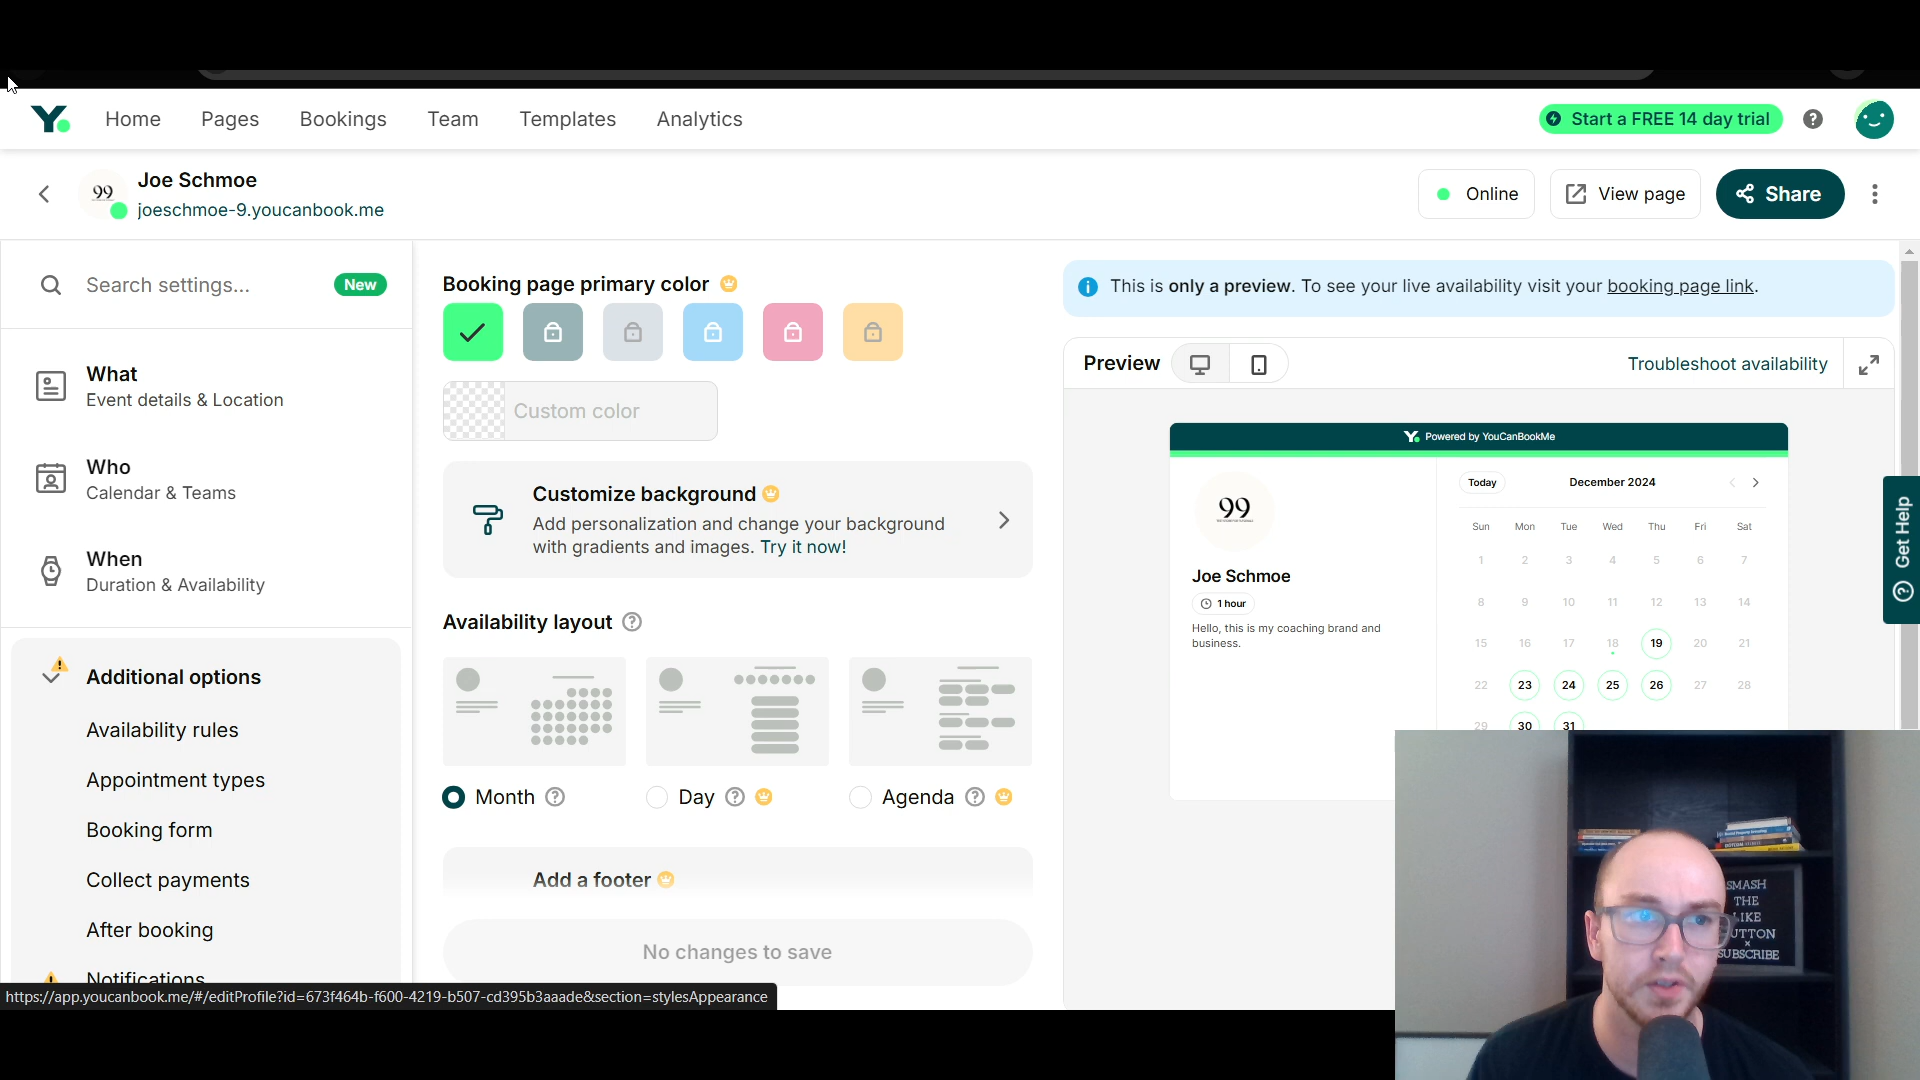 Home
Pages
Bookings
Team
Templates
Analytics
Start a FREE 14 day trial
99
Joe Schmoe
joeschmoe-9.youcanbook.me
Online
View page
Share
Search settings...
New
What
Event details & Location
Who
Calendar & Teams
When
Duration & Availability
Additional options
Availability rules
Appointment types
Booking form
Collect payments
After booking
Notifications
https://app.youcanbook.me/#/editProfile?id=673f464b-f600-4219-b507-cd395b3aaade&section=stylesAppearance
Booking page primary color
Custom color
Customize background
Add personalization and change your background
with gradients and images. Try it now!
Availability layout
Month
Day
Agenda
Add a footer
No changes to save
This is only a preview. To see your live availability visit your booking page link.
Preview
Troubleshoot availability
Y. Powered by YouCanBookMe
99
Joe Schmoe
1 hour
Hello, this is my coaching brand and
business.
Today
December 2024
Sun Mon Tue Wed Thu Fri Sat
1 2 3 4 5 6 7
8 9 10 11 12 13 14
15 16 17 18 19 20 21
22 23 24 25 26 27 28
29 30 31
Get Help
SMASH
THE
LIKE
BUTTON
×
SUBSCRIBE